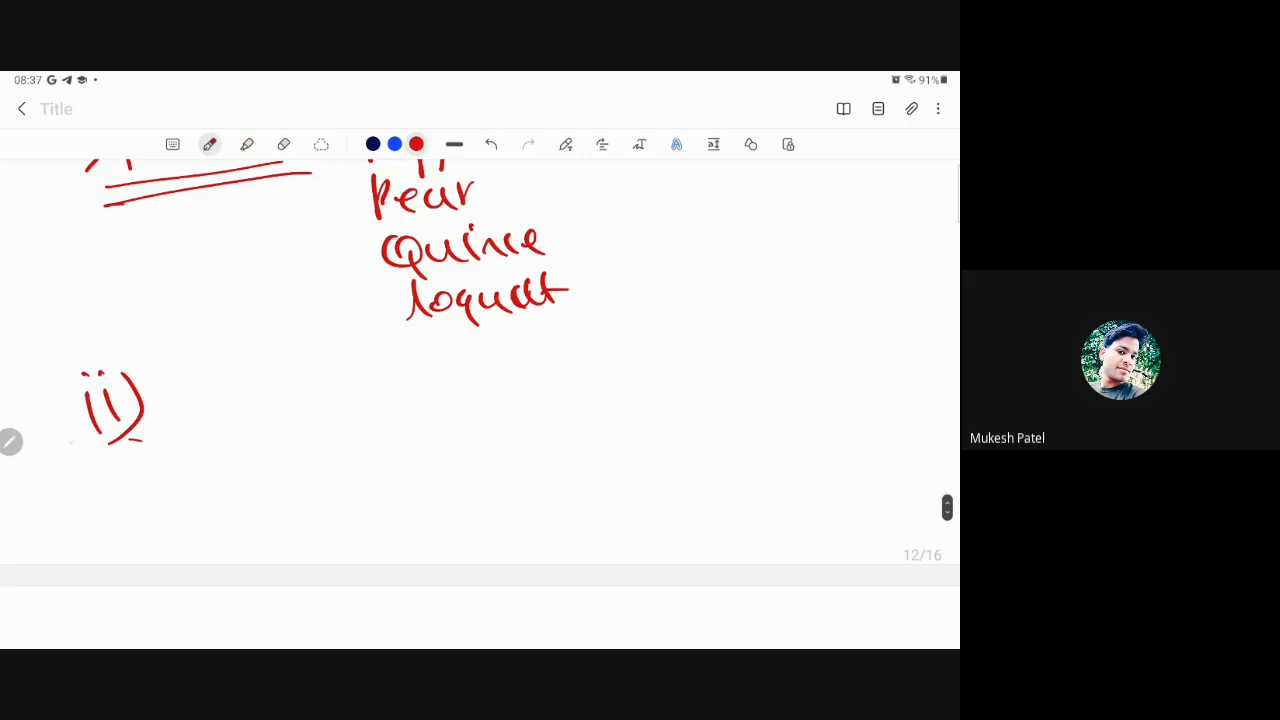 08:37
91%
Title
Pear
Quince
loquat
ii)
12/16
Mukesh Patel